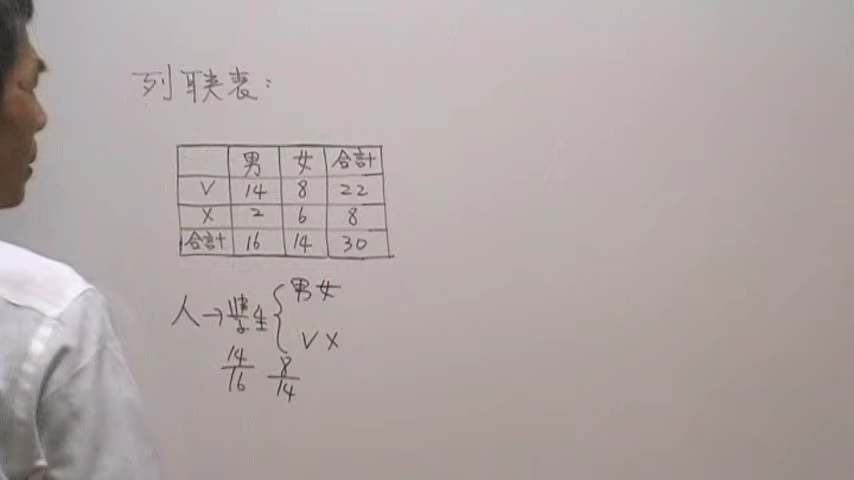 列联表：
男 女 合計
V 14 8 22
X 2 6 8
合計 16 14 30
人→學生{男女
V X
14/16 8/14